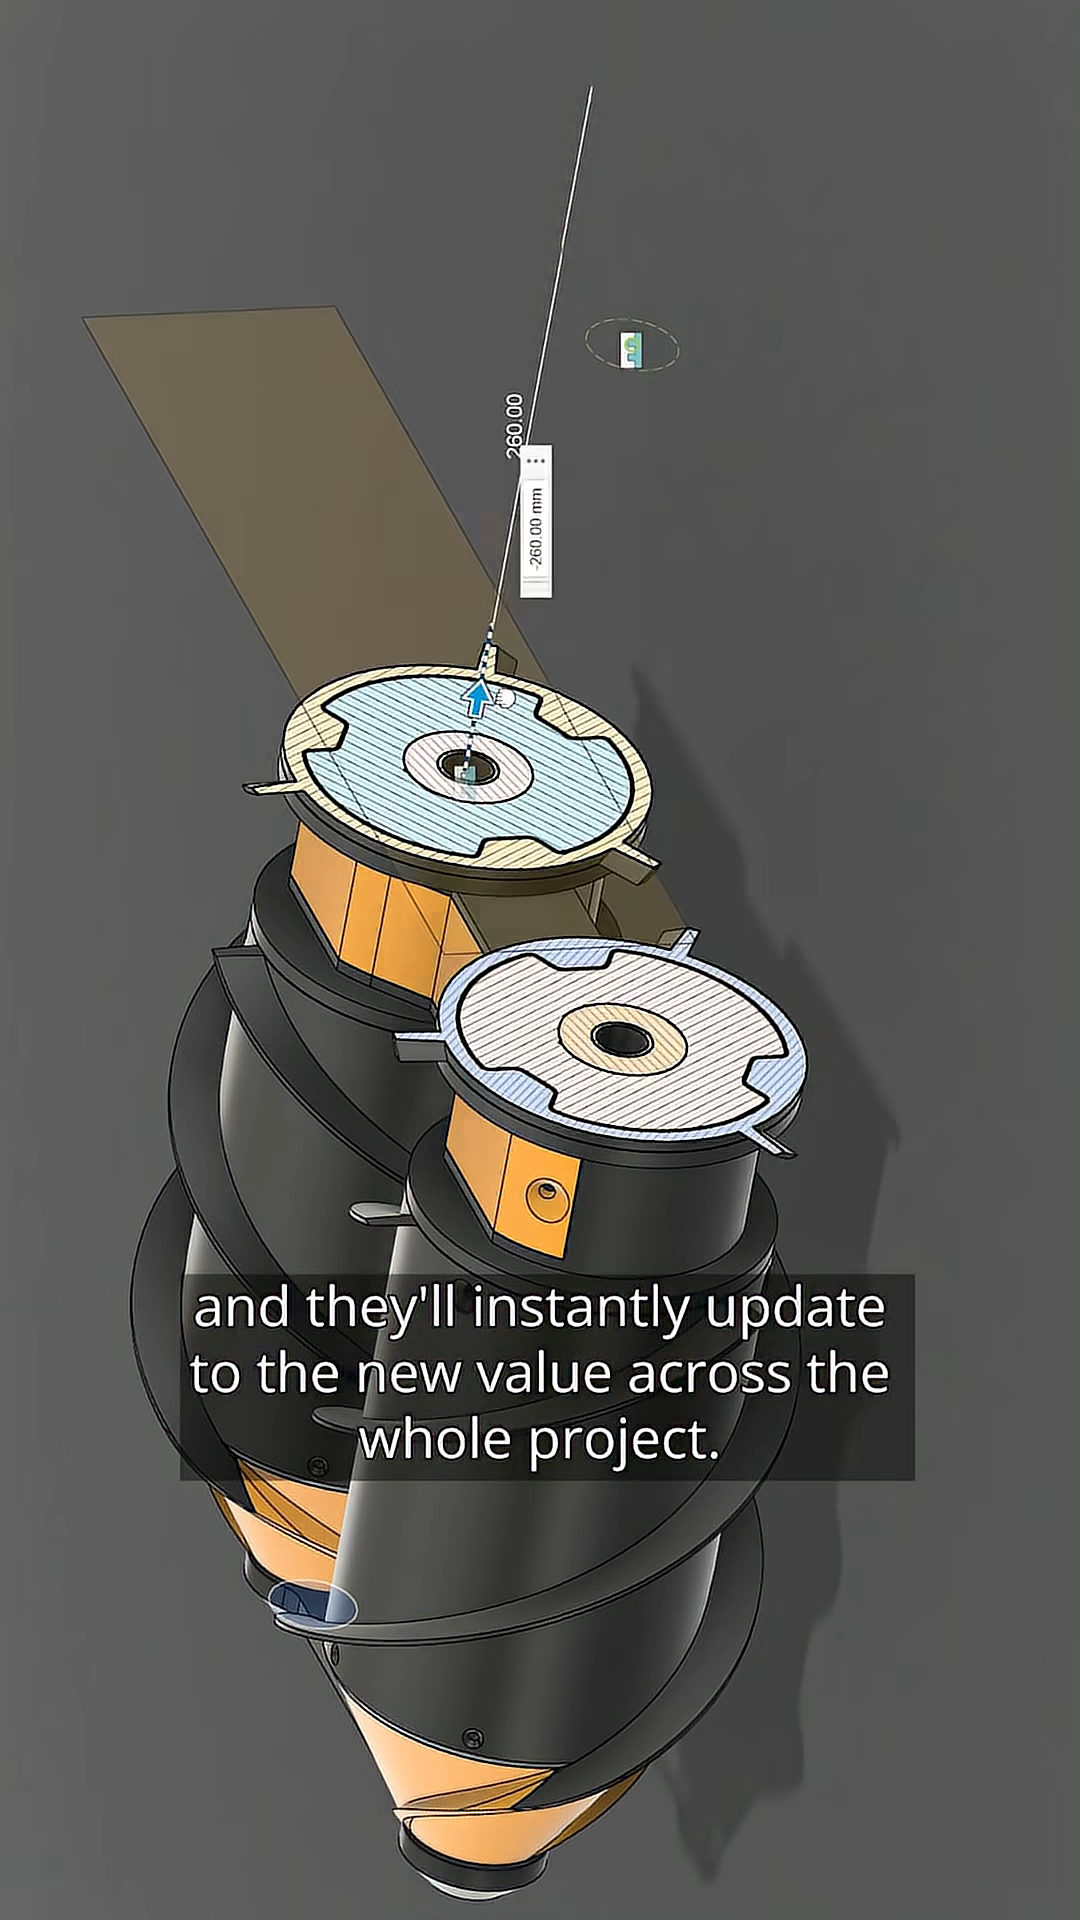 260.00
-260.00 mm
and they'll instantly update
to the new value across the
whole project.